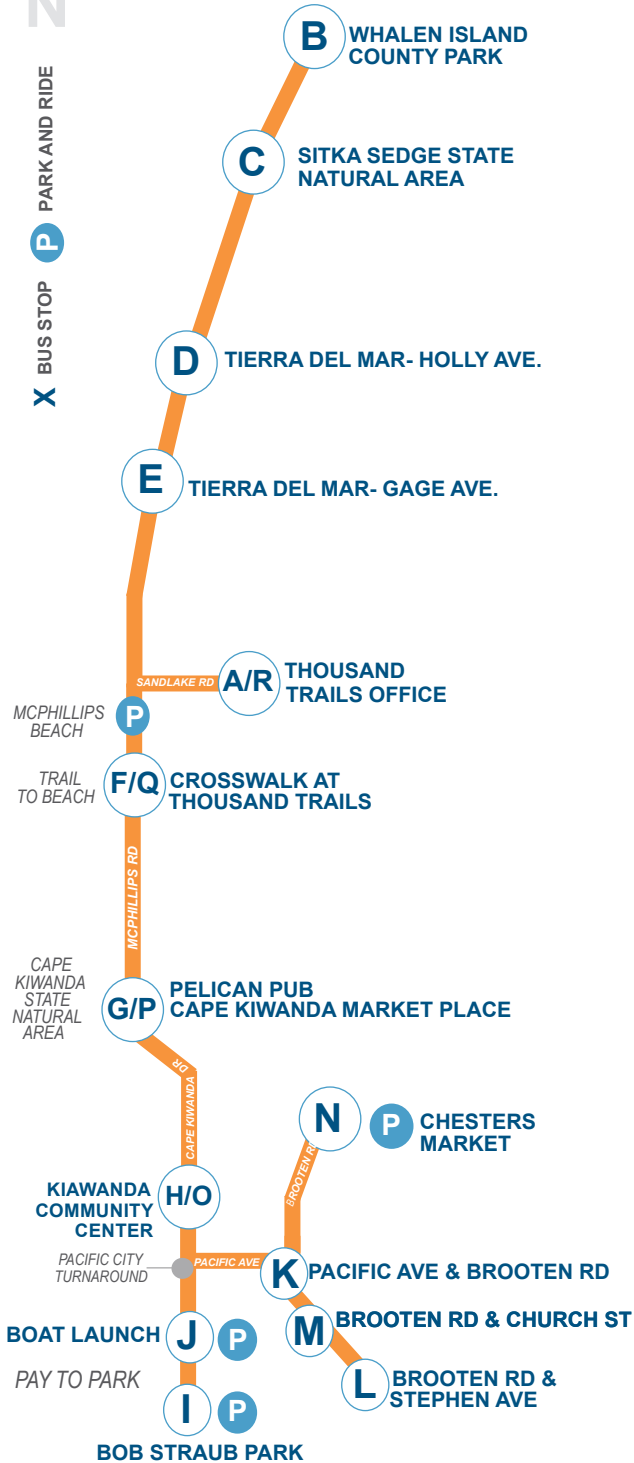 N
X BUS STOP P PARK AND RIDE
B
WHALEN ISLAND
COUNTY PARK
C
SITKA SEDGE STATE
NATURAL AREA
D
TIERRA DEL MAR- HOLLY AVE.
E
TIERRA DEL MAR- GAGE AVE.
SANDLAKE RD
A/R
THOUSAND
TRAILS OFFICE
MCPHILLIPS
BEACH
P
TRAIL
TO BEACH
F/Q
CROSSWALK AT
THOUSAND TRAILS
MCPHILLIPS RD
CAPE
KIWANDA
STATE
NATURAL
AREA
G/P
PELICAN PUB
CAPE KIWANDA MARKET PLACE
CAPE KIWANDA DR
N
P
CHESTERS
MARKET
BROOTEN RD
KIAWANDA
COMMUNITY
CENTER
H/O
PACIFIC CITY
TURNAROUND
PACIFIC AVE
K
PACIFIC AVE & BROOTEN RD
BOAT LAUNCH
J
P
M
BROOTEN RD & CHURCH ST
PAY TO PARK
I
P
L
BROOTEN RD &
STEPHEN AVE
BOB STRAUB PARK